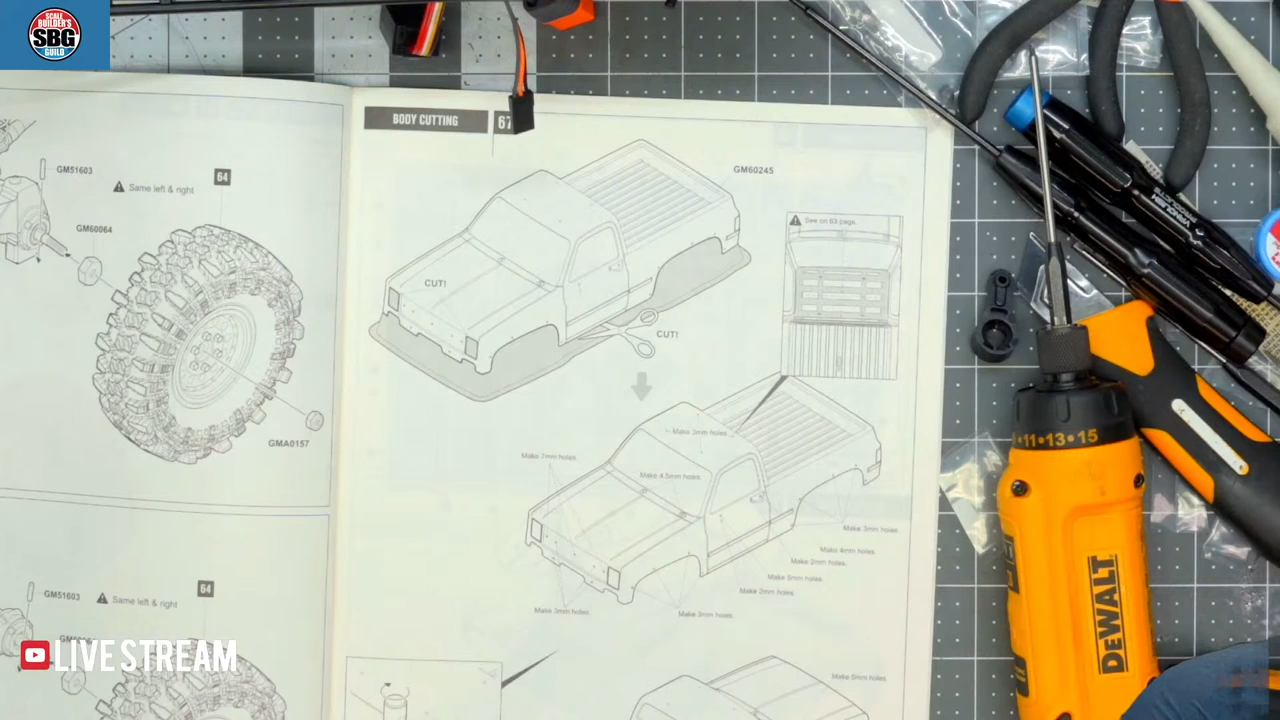 SCALE
BUILDER'S
SBG
GUILD
BODY CUTTING
67
GM60245
GM51603
Same left & right
64
GM60064
GMA0157
CUT!
CUT!
See on 63 page.
Make 3mm holes.
Make 4.5mm holes.
Make 3mm holes.
Make 4mm holes.
Make 2mm holes.
Make 5mm holes.
Make 2mm holes.
Make 3mm holes.
Make 3mm holes.
Make 5mm holes.
GM51603
Same left & right
64
LIVE STREAM
VANQUISH
PRODUCTS
11•13•15
DEWALT